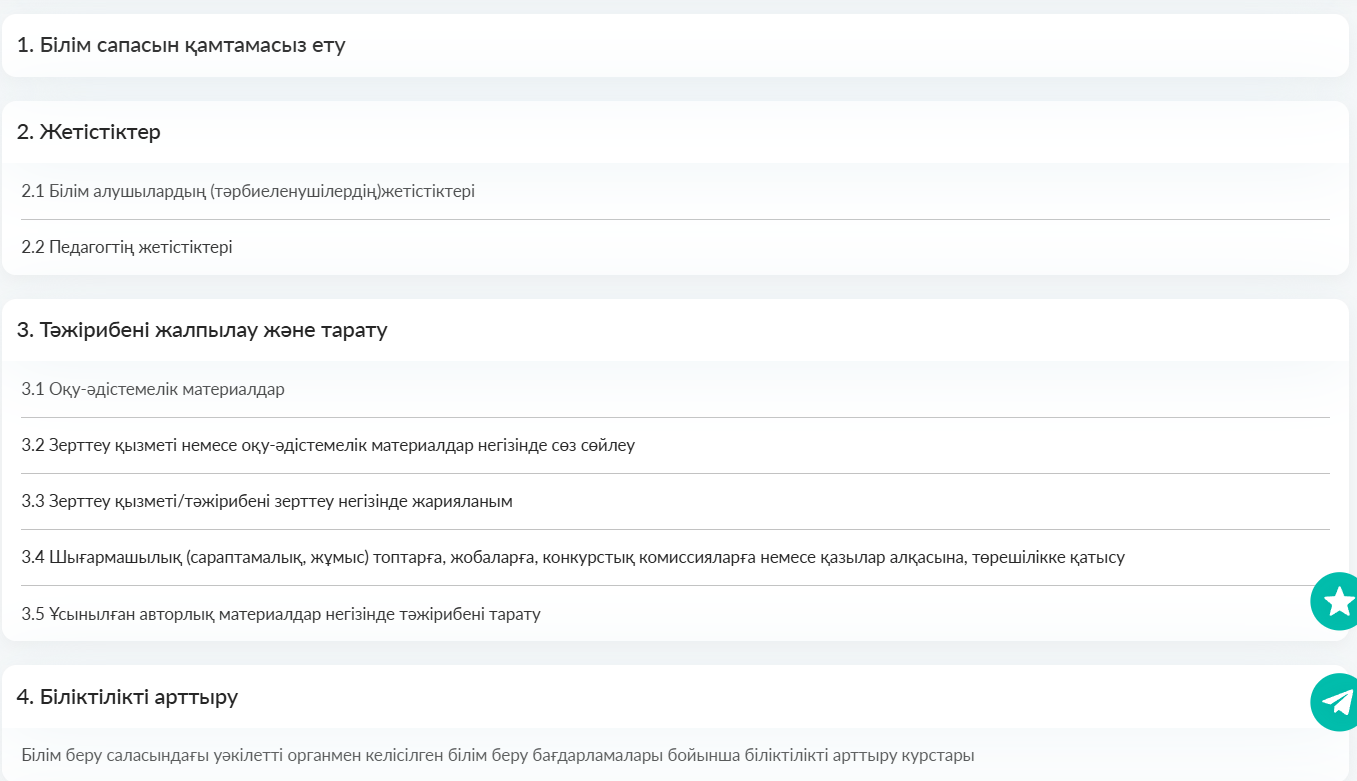 1. Білім сапасын қамтамасыз ету
2. Жетістіктер
2.1 Білім алушылардың (тәрбиеленушілердің)жетістіктері
2.2 Педагогтің жетістіктері
3. Тәжірибені жалпылау және тарату
3.1 Оқу-әдістемелік материалдар
3.2 Зерттеу қызметі немесе оқу-әдістемелік материалдар негізінде сөз сөйлеу
3.3 Зерттеу қызметі/тәжірибені зерттеу негізінде жарияланым
3.4 Шығармашылық (сараптамалық, жұмыс) топтарға, жобаларға, конкурстық комиссияларға немесе қазылар алқасына, төрешілікке қатысу
3.5 Ұсынылған авторлық материалдар негізінде тәжірибені тарату
4. Біліктілікті арттыру
Білім беру саласындағы уәкілетті органмен келісілген білім беру бағдарламалары бойынша біліктілікті арттыру курстары